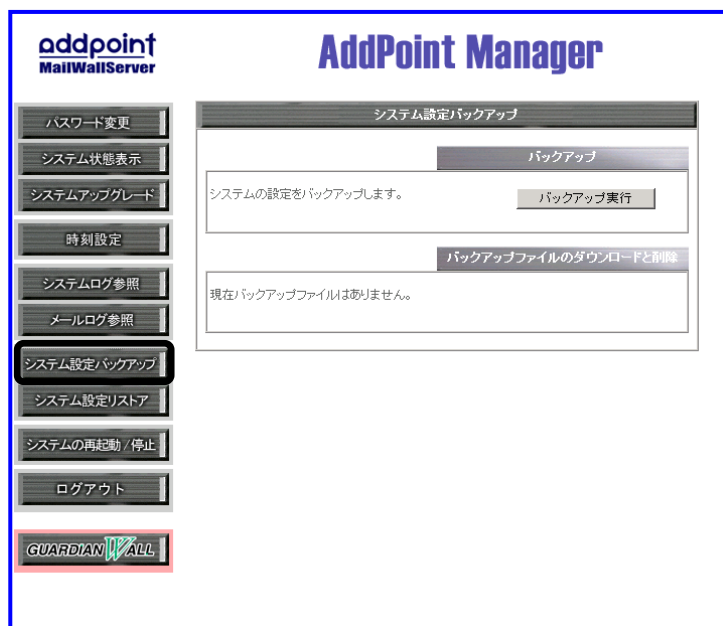 addpoint
MailWallServer
AddPoint Manager
パスワード変更
システム状態表示
システムアップグレード
時刻設定
システムログ参照
メールログ参照
システム設定バックアップ
システム設定リストア
システムの再起動/停止
ログアウト
GUARDIAN WALL
システム設定バックアップ
バックアップ
システムの設定をバックアップします。
バックアップ実行
バックアップファイルのダウンロードと削除
現在バックアップファイルはありません。